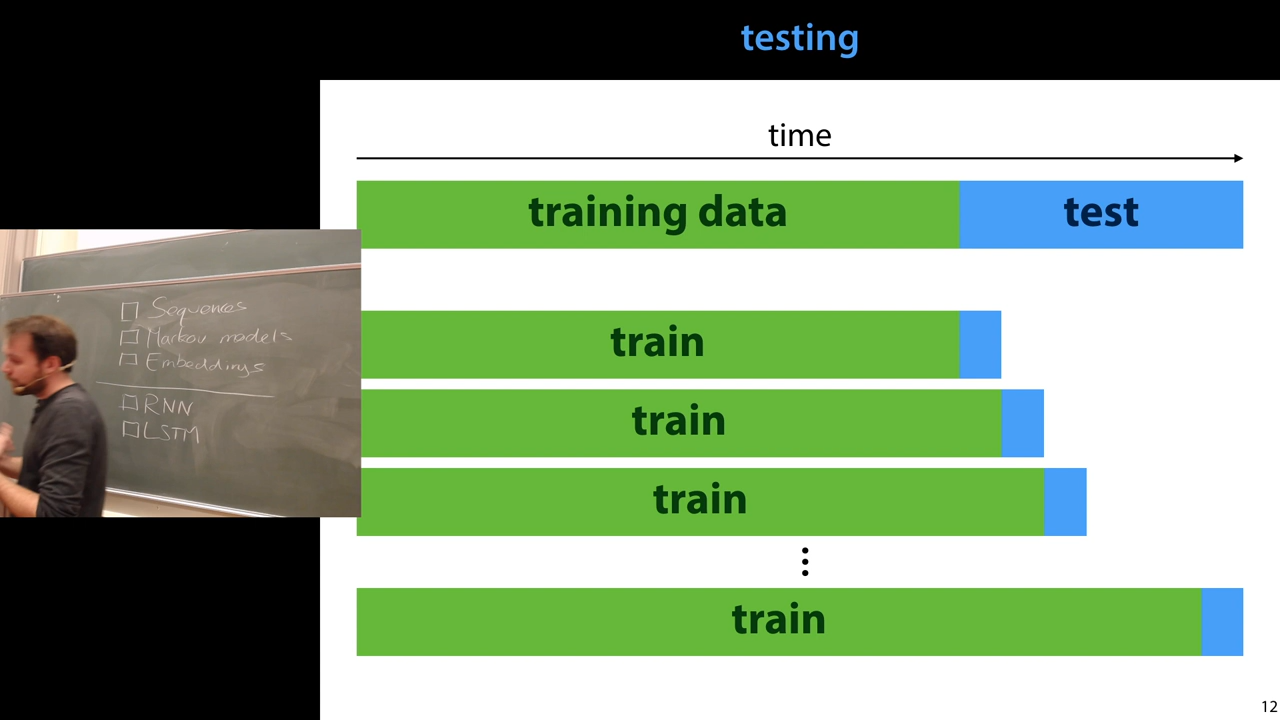 testing
time
training data test
train
train
train
train
12
Sequences
Markov models
Embeddings
RNN
LSTM